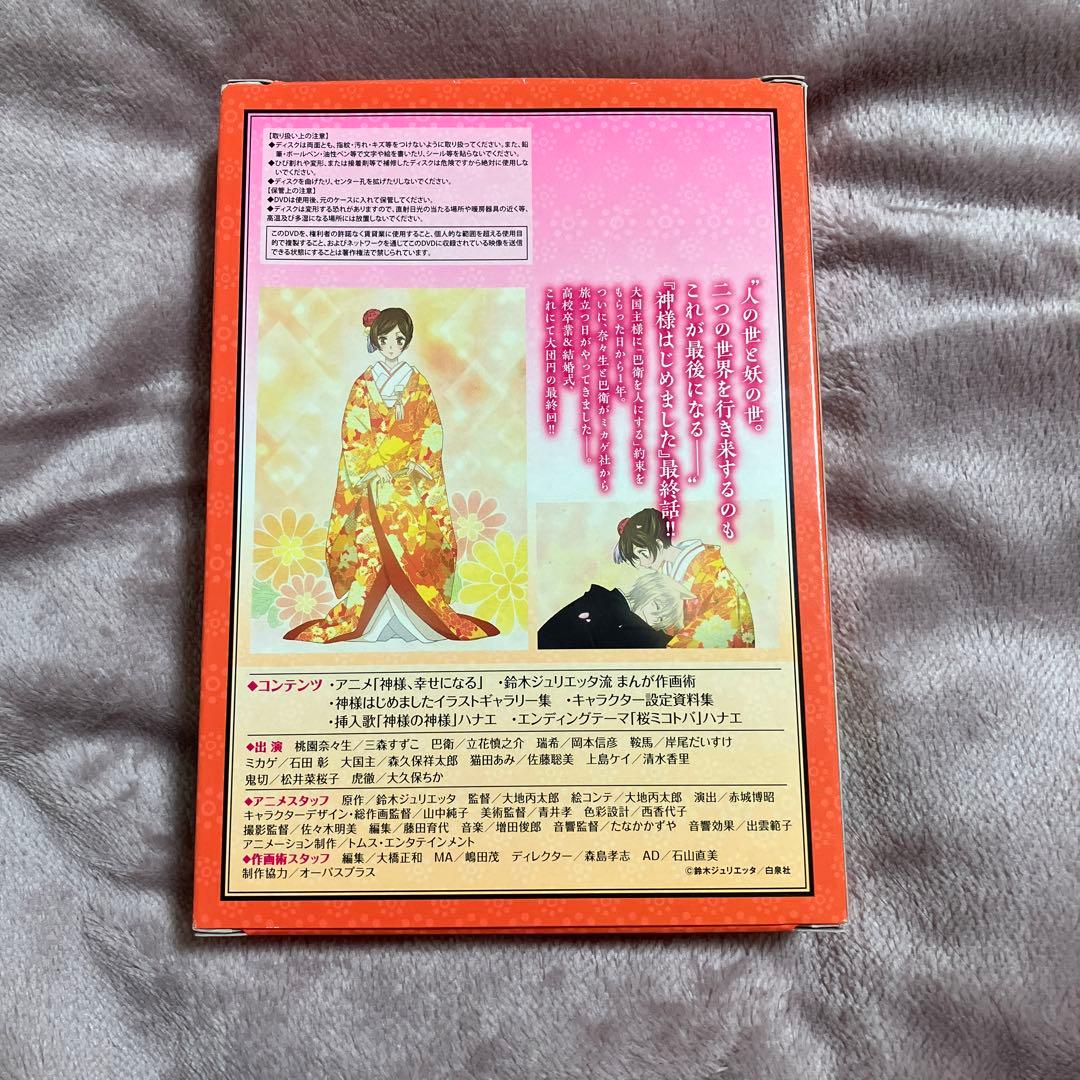 【取り扱い上の注意】
◆ディスクは両面とも、指紋・汚れ・キズ等をつけないように取り扱ってください。また、鉛
筆・ボールペン・油性ペン等で文字や絵を書いたり、シール等を貼らないでください。
◆ひび割れや変形、または接着剤等で補修したディスクは危険ですから絶対に使用しな
いでください。
◆ディスクを曲げたり、センター孔を拡げたりしないでください。
【保管上の注意】
◆DVDは使用後、元のケースに入れて保管してください。
◆ディスクは変形する恐れがありますので、直射日光の当たる場所や暖房器具の近く等、
高温及び多湿になる場所には放置しないでください。
このDVDを、権利者の許諾なく賃貸業に使用すること、個人的な範囲を超える使用目
的で複製すること、およびネットワークを通じてこのDVDに収録されている映像を送信
できる状態にすることは著作権法で禁じられています。
“人の世と妖の世。
二つの世界を行き来するのも
これが最後になる――“
『神様はじめました』最終話!!
大国主様に「巴衛を人にする」約束を
もらった日から1年。
ついに、奈々生と巴衛がミカゲ社から
旅立つ日がやってきました――。
高校卒業&結婚式、
これにて大団円の最終回!!
◆コンテンツ ・アニメ「神様、幸せになる」 ・鈴木ジュリエッタ流 まんが作画術
・神様はじめましたイラストギャラリー集 ・キャラクター設定資料集
・挿入歌「神様の神様」ハナエ ・エンディングテーマ「桜ミコトバ」ハナエ
◆出 演 桃園奈々生/三森すずこ 巴衛/立花慎之介 瑞希/岡本信彦 鞍馬/岸尾だいすけ
ミカゲ/石田 彰 大国主/森久保祥太郎 猫田あみ/佐藤聡美 上島ケイ/清水香里
鬼切/松井菜桜子 虎徹/大久保ちか
◆アニメスタッフ 原作/鈴木ジュリエッタ 監督/大地丙太郎 絵コンテ/大地丙太郎 演出/赤城博昭
キャラクターデザイン・総作画監督/山中純子 美術監督/青井孝 色彩設計/西香代子
撮影監督/佐々木明美 編集/藤田育代 音楽/増田俊郎 音響監督/たなかかずや 音響効果/出雲範子
アニメーション制作/トムス・エンタテインメント
◆作画術スタッフ 編集/大橋正和 MA/嶋田茂 ディレクター/森島孝志 AD/石山直美
制作協力/オーパスプラス
©鈴木ジュリエッタ/白泉社